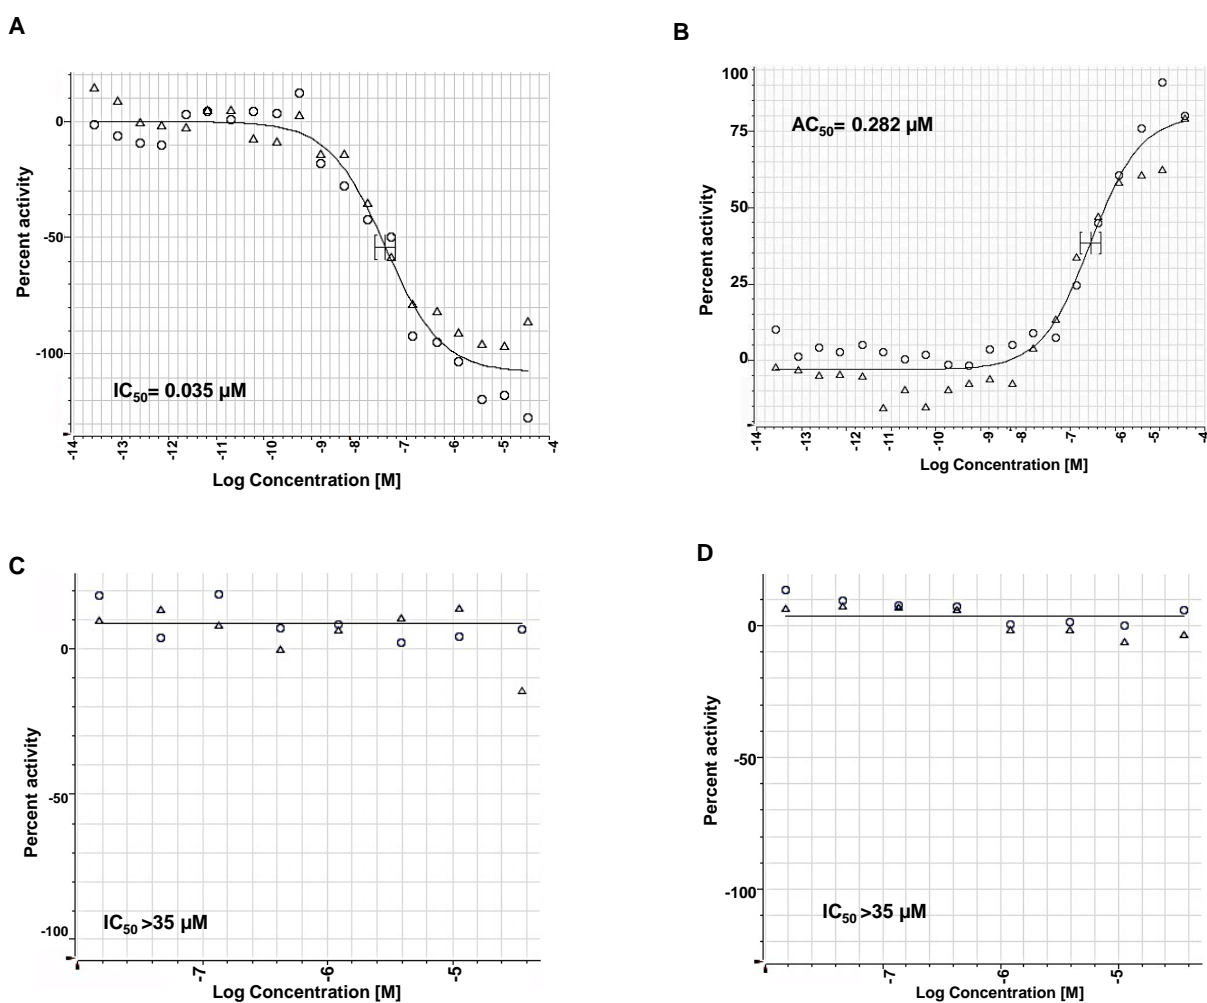 A
0
-50
-100
Percent activity
IC50= 0.035 µM
-14
-13
-12
-11
-10
-9
-8
-7
-6
-5
-4
Log Concentration [M]
B
100
75
50
25
0
Percent activity
AC50= 0.282 µM
-14
-13
-12
-11
-10
-9
-8
-7
-6
-5
-4
Log Concentration [M]
C
0
-50
-100
Percent activity
IC50 >35 µM
-7
-6
-5
Log Concentration [M]
D
0
-50
-100
Percent activity
IC50 >35 µM
-7
-6
-5
Log Concentration [M]